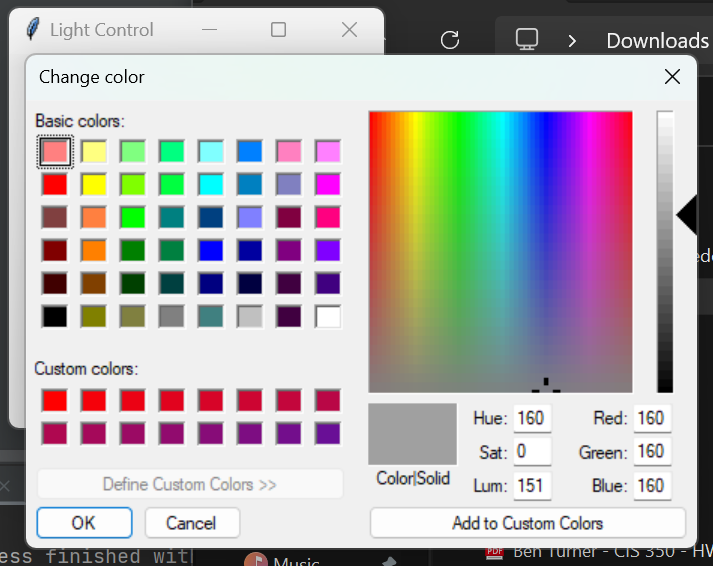 Light Control
Downloads
Change color
Basic colors:
Custom colors:
Define Custom Colors >>
OK
Cancel
Color|Solid
Hue: 160
Sat: 0
Lum: 151
Red: 160
Green: 160
Blue: 160
Add to Custom Colors
ess finished wit
Music
PDF
Ben Turner - CIS 350 - HW